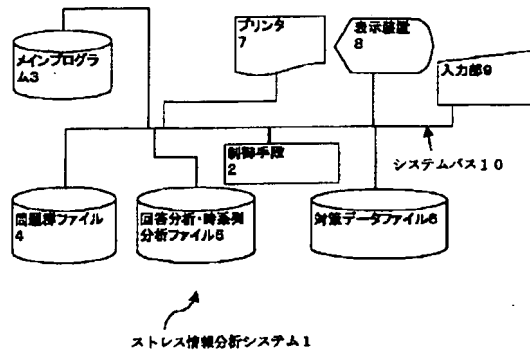 プリンタ
7
表示装置
8
メインプログラ
ム3
入力部9
制御手段
2
システムバス10
問題群ファイル
4
回答分析・時系列
分析ファイル5
対策データファイル6
ストレス情報分析システム1